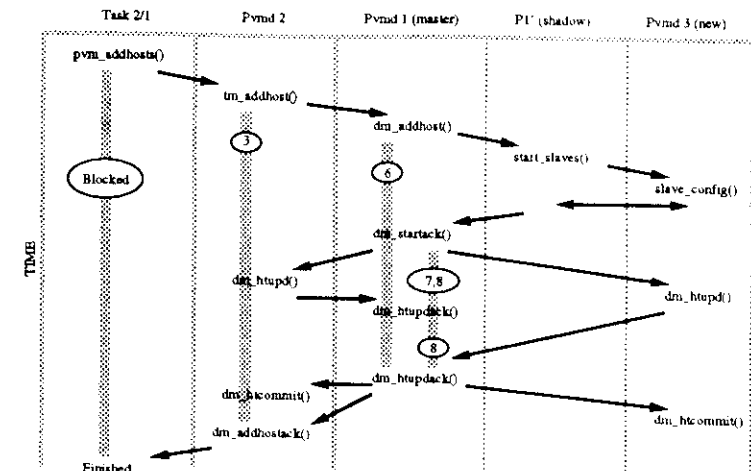 Task 2/1 Pvmd 2 Pvmd 1 (master) P1' (shadow) Pvmd 3 (new)
pvm_addhosts()
tm_addhost()
dm_addhost()
3
start_slaves()
6
Blocked
slave_config()
dm_startack()
TIME
dm_htupd()
7,8
dm_htupd()
dm_htupdack()
8
dm_htupdack()
dm_htcommit()
dm_htcommit()
dm_addhostack()
Finished